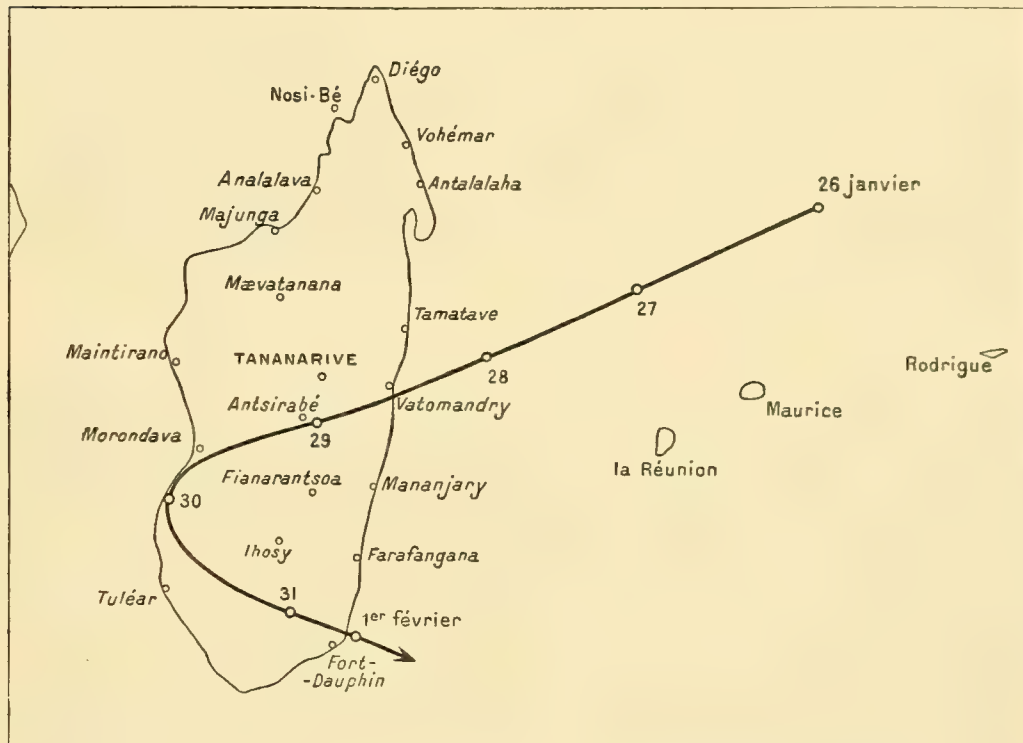 Diégo
Nosi-Bé
Vohémar
Analalava
Antalalaha
26 janvier
Majunga
Mævatanana
27
Tamatave
Maintirano
TANANARIVE
28
Rodrigue
Antsirabé
Vatomandry
Maurice
29
Morondava
la Réunion
Fianarantsoa
Mananjary
30
Ihosy
Farafangana
Tuléar
31
1er février
Fort-
-Dauphin